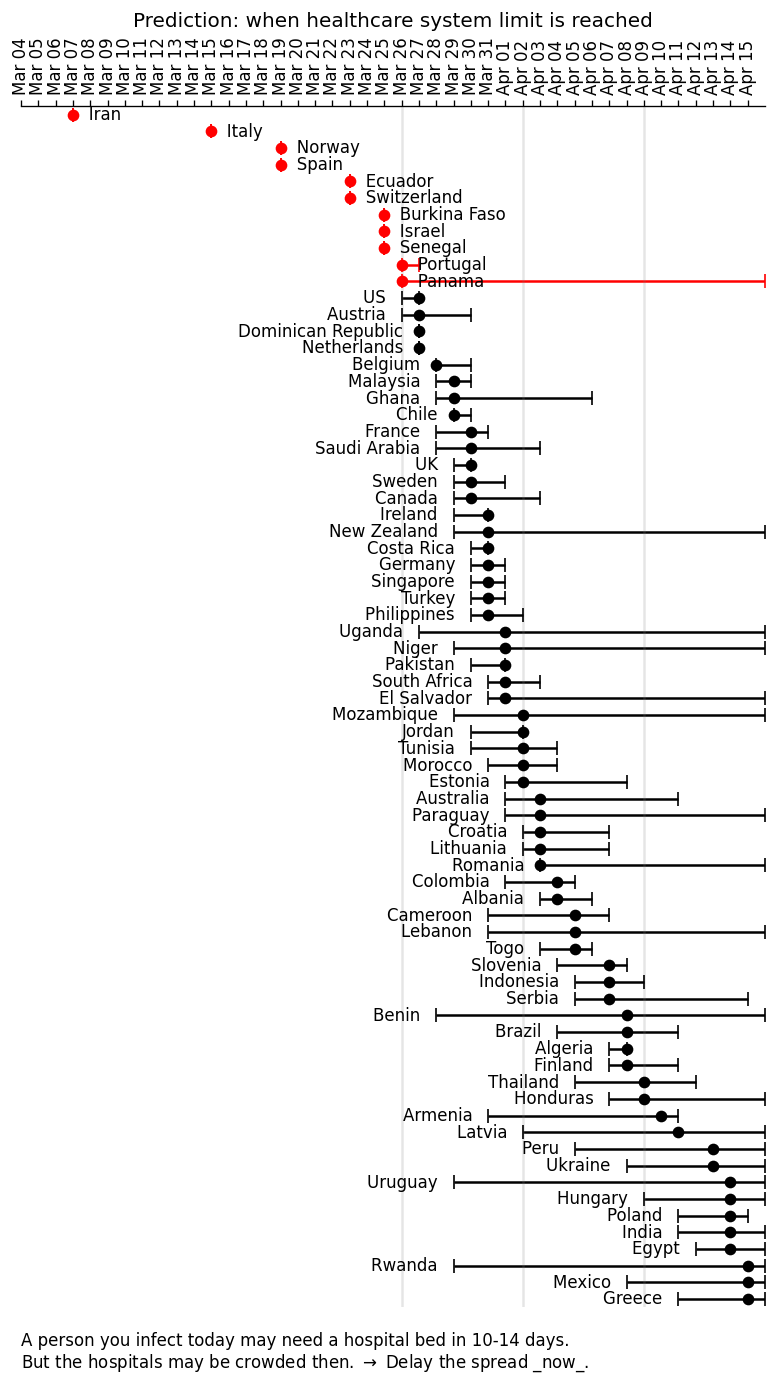 Prediction: when healthcare system limit is reached
Mar 04
Mar 05
Mar 06
Mar 07
Mar 08
Mar 09
Mar 10
Mar 11
Mar 12
Mar 13
Mar 14
Mar 15
Mar 16
Mar 17
Mar 18
Mar 19
Mar 20
Mar 21
Mar 22
Mar 23
Mar 24
Mar 25
Mar 26
Mar 27
Mar 28
Mar 29
Mar 30
Mar 31
Apr 01
Apr 02
Apr 03
Apr 04
Apr 05
Apr 06
Apr 07
Apr 08
Apr 09
Apr 10
Apr 11
Apr 12
Apr 13
Apr 14
Apr 15
Iran
Italy
Norway
Spain
Ecuador
Switzerland
Burkina Faso
Israel
Senegal
Portugal
Panama
US
Austria
Dominican Republic
Netherlands
Belgium
Malaysia
Ghana
Chile
France
Saudi Arabia
UK
Sweden
Canada
Ireland
New Zealand
Costa Rica
Germany
Singapore
Turkey
Philippines
Uganda
Niger
Pakistan
South Africa
El Salvador
Mozambique
Jordan
Tunisia
Morocco
Estonia
Australia
Paraguay
Croatia
Lithuania
Romania
Colombia
Albania
Cameroon
Lebanon
Togo
Slovenia
Indonesia
Serbia
Benin
Brazil
Algeria
Finland
Thailand
Honduras
Armenia
Latvia
Peru
Ukraine
Uruguay
Hungary
Poland
India
Egypt
Rwanda
Mexico
Greece
A person you infect today may need a hospital bed in 10-14 days.
But the hospitals may be crowded then. → Delay the spread _now_.